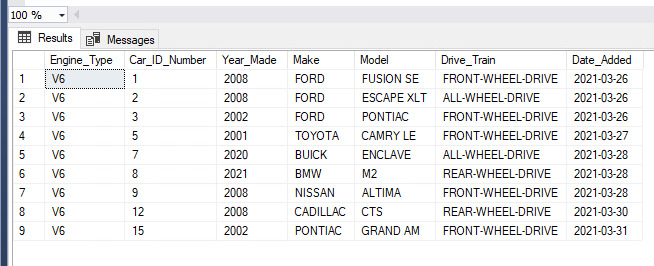 100 %
Results Messages
Engine_Type Car_ID_Number Year_Made Make Model Drive_Train Date_Added
1 V6 1 2008 FORD FUSION SE FRONT-WHEEL-DRIVE 2021-03-26
2 V6 2 2008 FORD ESCAPE XLT ALL-WHEEL-DRIVE 2021-03-26
3 V6 3 2002 FORD PONTIAC FRONT-WHEEL-DRIVE 2021-03-26
4 V6 5 2001 TOYOTA CAMRY LE FRONT-WHEEL-DRIVE 2021-03-27
5 V6 7 2020 BUICK ENCLAVE ALL-WHEEL-DRIVE 2021-03-28
6 V6 8 2021 BMW M2 REAR-WHEEL-DRIVE 2021-03-28
7 V6 9 2008 NISSAN ALTIMA FRONT-WHEEL-DRIVE 2021-03-28
8 V6 12 2008 CADILLAC CTS REAR-WHEEL-DRIVE 2021-03-30
9 V6 15 2002 PONTIAC GRAND AM FRONT-WHEEL-DRIVE 2021-03-31